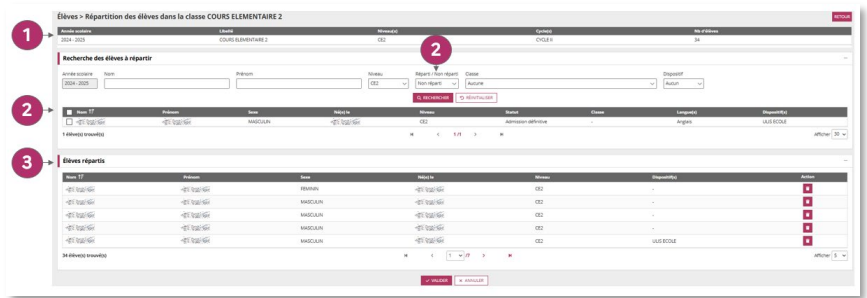 Élèves > Répartition des élèves dans la classe COURS ELEMENTAIRE 2
RETOUR
1
Année scolaire Libellé Niveau(x) Cycle(s) Nb d'élèves
2024 - 2025 COURS ELEMENTAIRE 2 CE2 CYCLE II 34
2
Recherche des élèves à répartir
Année scolaire Nom Prénom Niveau Réparti / Non réparti Classe Dispositif
2024 - 2025 CE2 Non réparti Aucune Aucun
RECHERCHER RÉINITIALISER
2
Nom Prénom Sexe Né(e) le Niveau Statut Classe Langue(s) Dispositif(s)
MASCULIN CE2 Admission définitive - Anglais ULIS ECOLE
1 élève(s) trouvé(s) 1 /1 Afficher 30
3
Élèves répartis
Nom Prénom Sexe Né(e) le Niveau Dispositif(s) Action
FEMININ CE2 -
MASCULIN CE2 -
MASCULIN CE2 -
MASCULIN CE2 -
MASCULIN CE2 ULIS ECOLE
34 élève(s) trouvé(s) 1 /7 Afficher 5
VALIDER ANNULER